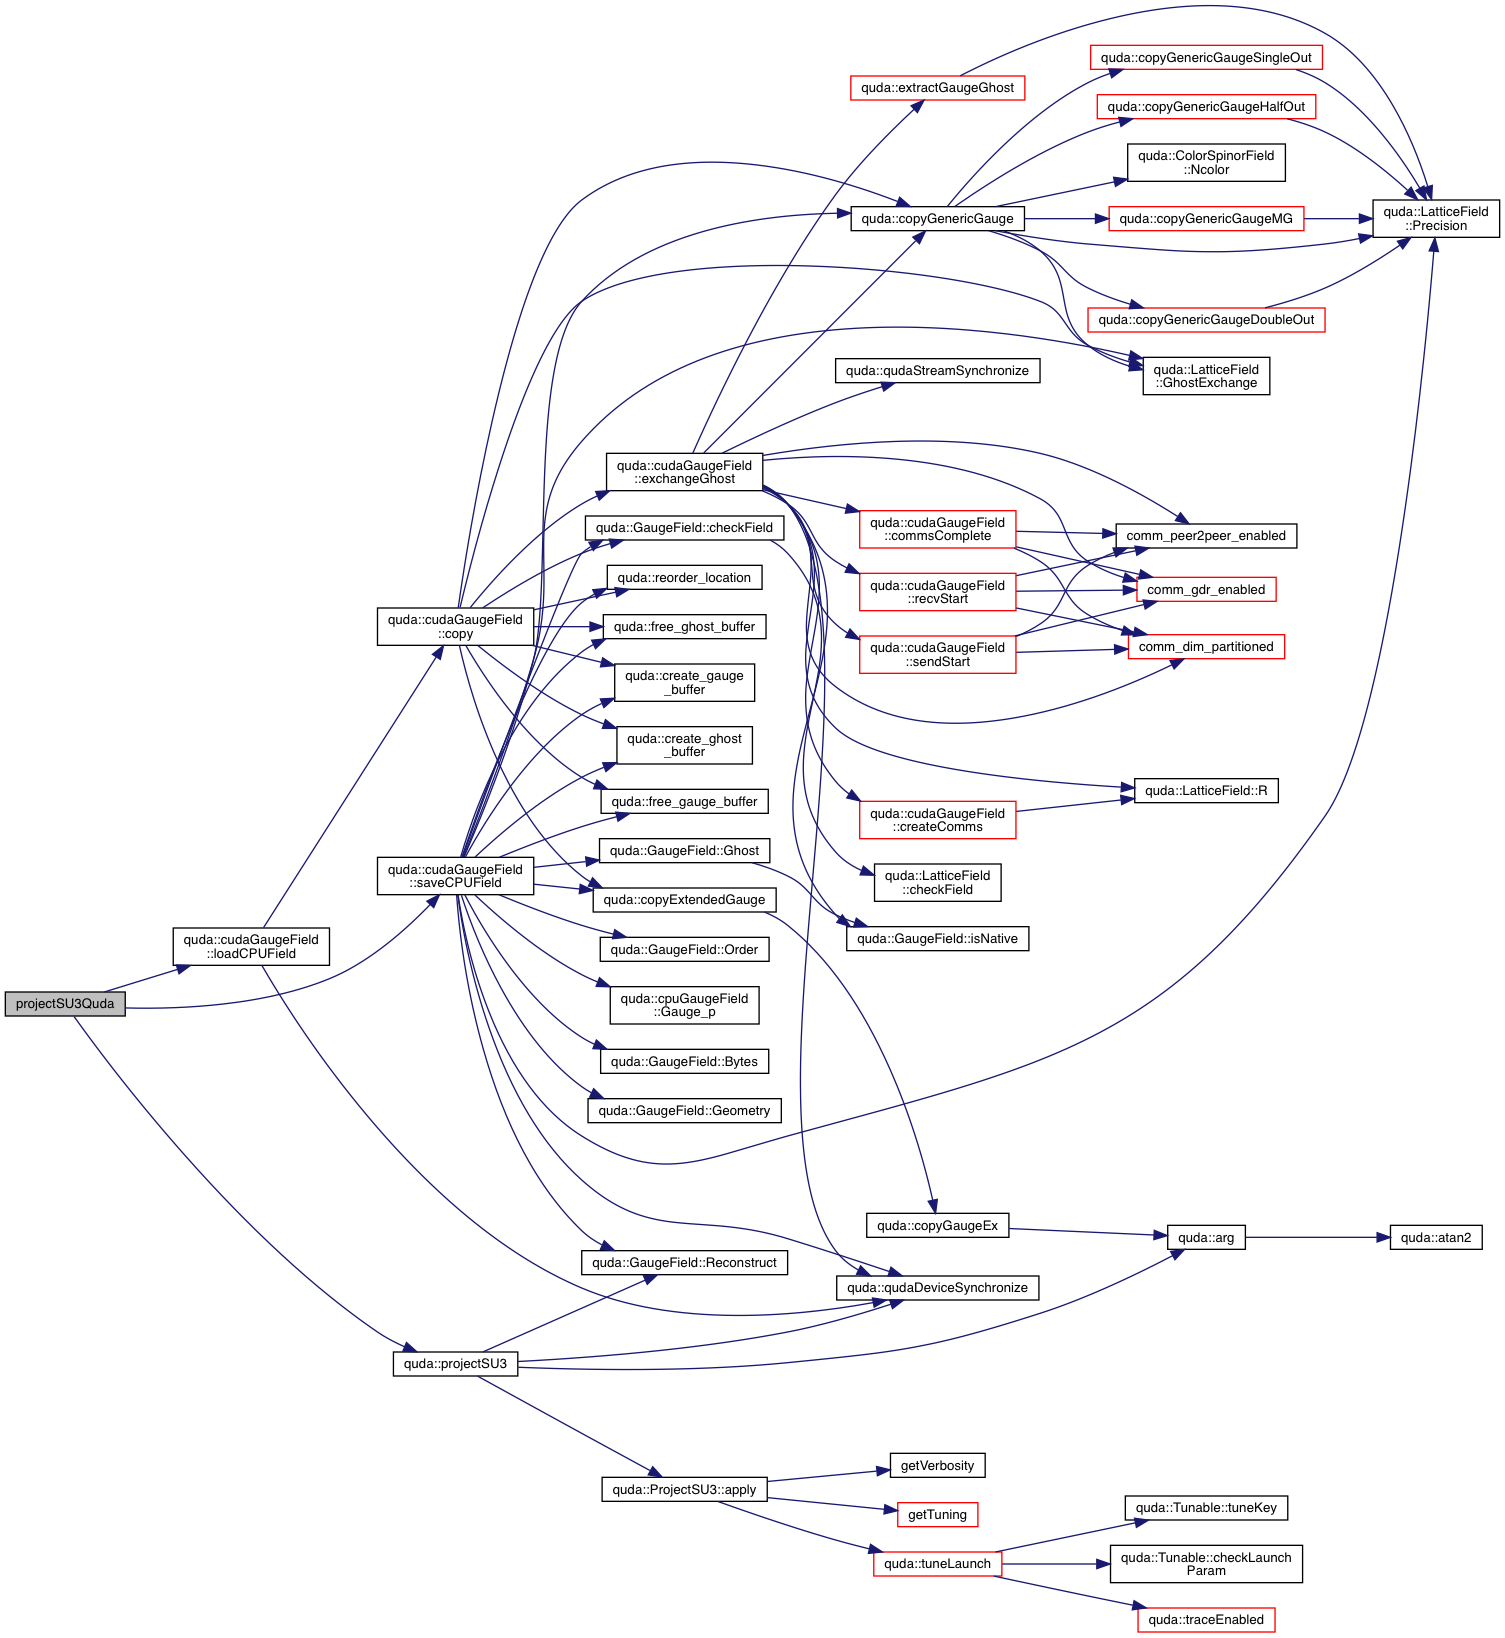 projectSU3Quda
quda::cudaGaugeField
::loadCPUField
quda::cudaGaugeField
::copy
quda::cudaGaugeField
::saveCPUField
quda::projectSU3
quda::cudaGaugeField
::exchangeGhost
quda::GaugeField::checkField
quda::reorder_location
quda::free_ghost_buffer
quda::create_gauge
_buffer
quda::create_ghost
_buffer
quda::free_gauge_buffer
quda::GaugeField::Ghost
quda::copyExtendedGauge
quda::GaugeField::Order
quda::cpuGaugeField
::Gauge_p
quda::GaugeField::Bytes
quda::GaugeField::Geometry
quda::GaugeField::Reconstruct
quda::ProjectSU3::apply
quda::extractGaugeGhost
quda::copyGenericGauge
quda::qudaStreamSynchronize
quda::cudaGaugeField
::commsComplete
quda::cudaGaugeField
::recvStart
quda::cudaGaugeField
::sendStart
quda::cudaGaugeField
::createComms
quda::LatticeField
::checkField
quda::GaugeField::isNative
quda::copyGaugeEx
quda::qudaDeviceSynchronize
getVerbosity
getTuning
quda::tuneLaunch
quda::copyGenericGaugeSingleOut
quda::copyGenericGaugeHalfOut
quda::ColorSpinorField
::Ncolor
quda::copyGenericGaugeMG
quda::copyGenericGaugeDoubleOut
quda::LatticeField
::GhostExchange
comm_peer2peer_enabled
comm_gdr_enabled
comm_dim_partitioned
quda::LatticeField::R
quda::arg
quda::Tunable::tuneKey
quda::Tunable::checkLaunch
Param
quda::traceEnabled
quda::LatticeField
::Precision
quda::atan2